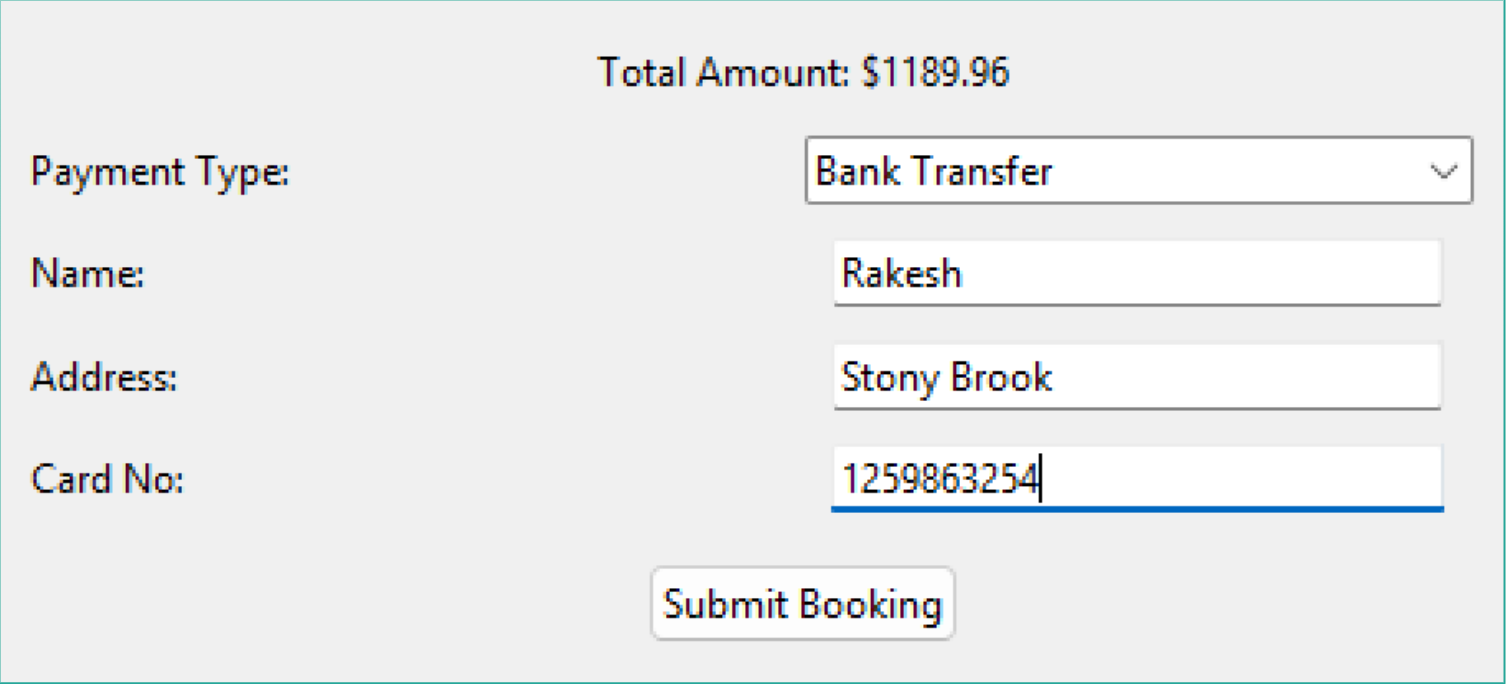 Total Amount: $1189.96
Payment Type: Bank Transfer
Name: Rakesh
Address: Stony Brook
Card No: 1259863254
Submit Booking